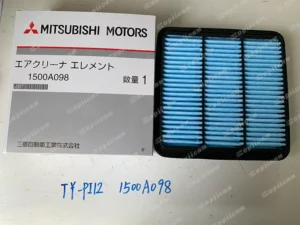 MITSUBISHI MOTORS
エアクリーナ エレメント
1500A098
数量 1
三菱自動車工業株式会社
TY-P112 1500A098